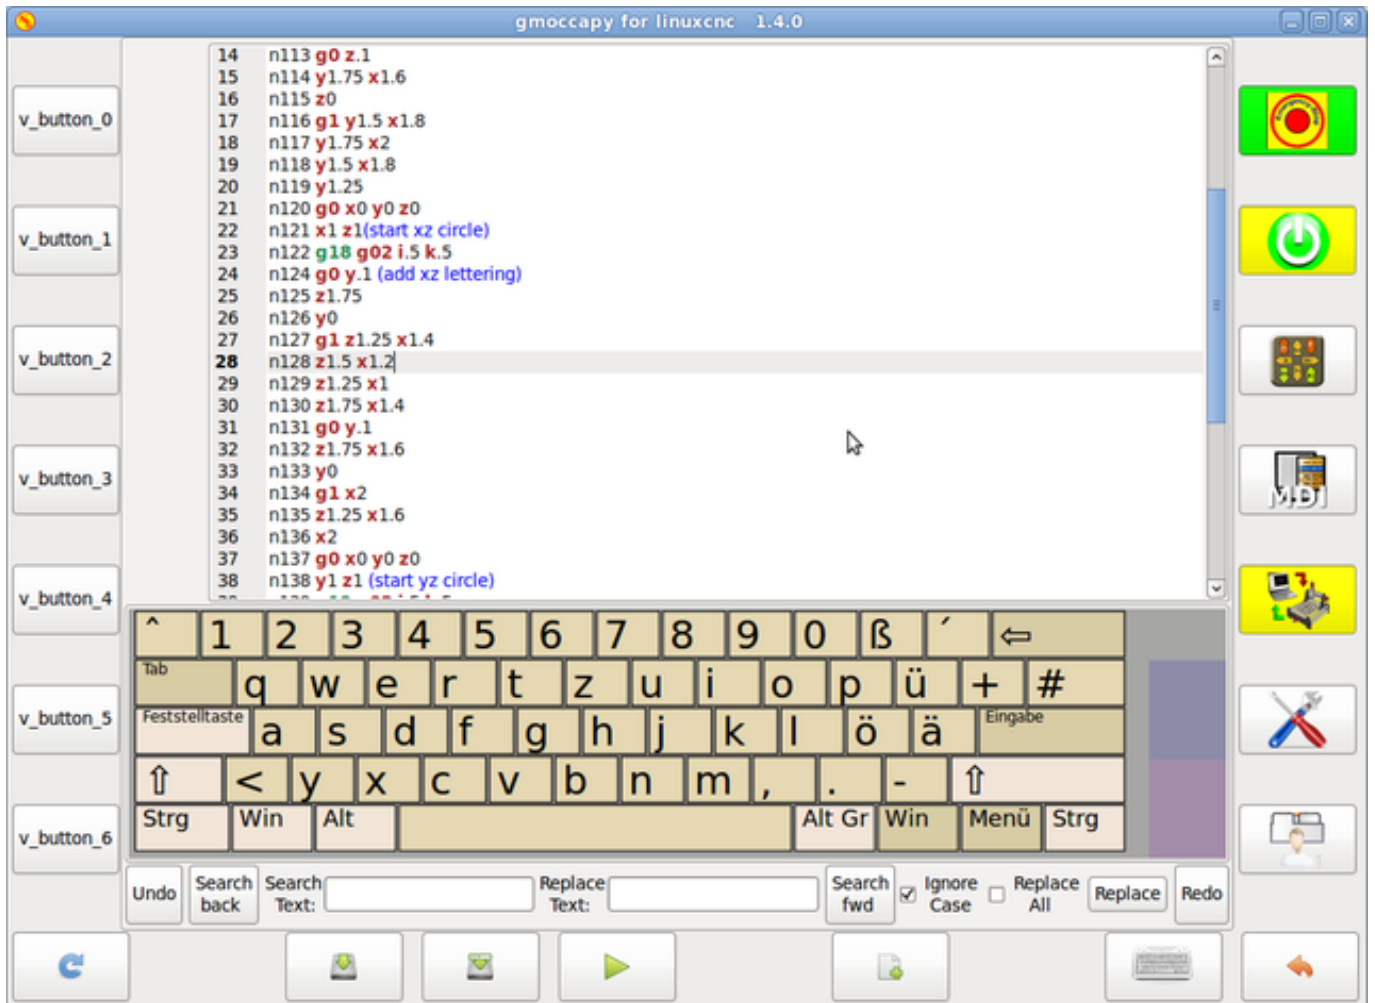 gmoccapy for linuxcnc 1.4.0
v_button_0
v_button_1
v_button_2
v_button_3
v_button_4
v_button_5
v_button_6
14 n113 g0 z.1
15 n114 y1.75 x1.6
16 n115 z0
17 n116 g1 y1.5 x1.8
18 n117 y1.75 x2
19 n118 y1.5 x1.8
20 n119 y1.25
21 n120 g0 x0 y0 z0
22 n121 x1 z1(start xz circle)
23 n122 g18 g02 i.5 k.5
24 n124 g0 y.1 (add xz lettering)
25 n125 z1.75
26 n126 y0
27 n127 g1 z1.25 x1.4
28 n128 z1.5 x1.2
29 n129 z1.25 x1
30 n130 z1.75 x1.4
31 n131 g0 y.1
32 n132 z1.75 x1.6
33 n133 y0
34 n134 g1 x2
35 n135 z1.25 x1.6
36 n136 x2
37 n137 g0 x0 y0 z0
38 n138 y1 z1 (start yz circle)
MDI
^ 1 2 3 4 5 6 7 8 9 0 ß ´ ⇦
Tab q w e r t z u i o p ü + #
Feststelltaste a s d f g h j k l ö ä Eingabe
⇧ < y x c v b n m , . - ⇧
Strg Win Alt Alt Gr Win Menü Strg
Undo
Search back
Search Text:
Replace Text:
Search fwd
Ignore Case
Replace All
Replace
Redo